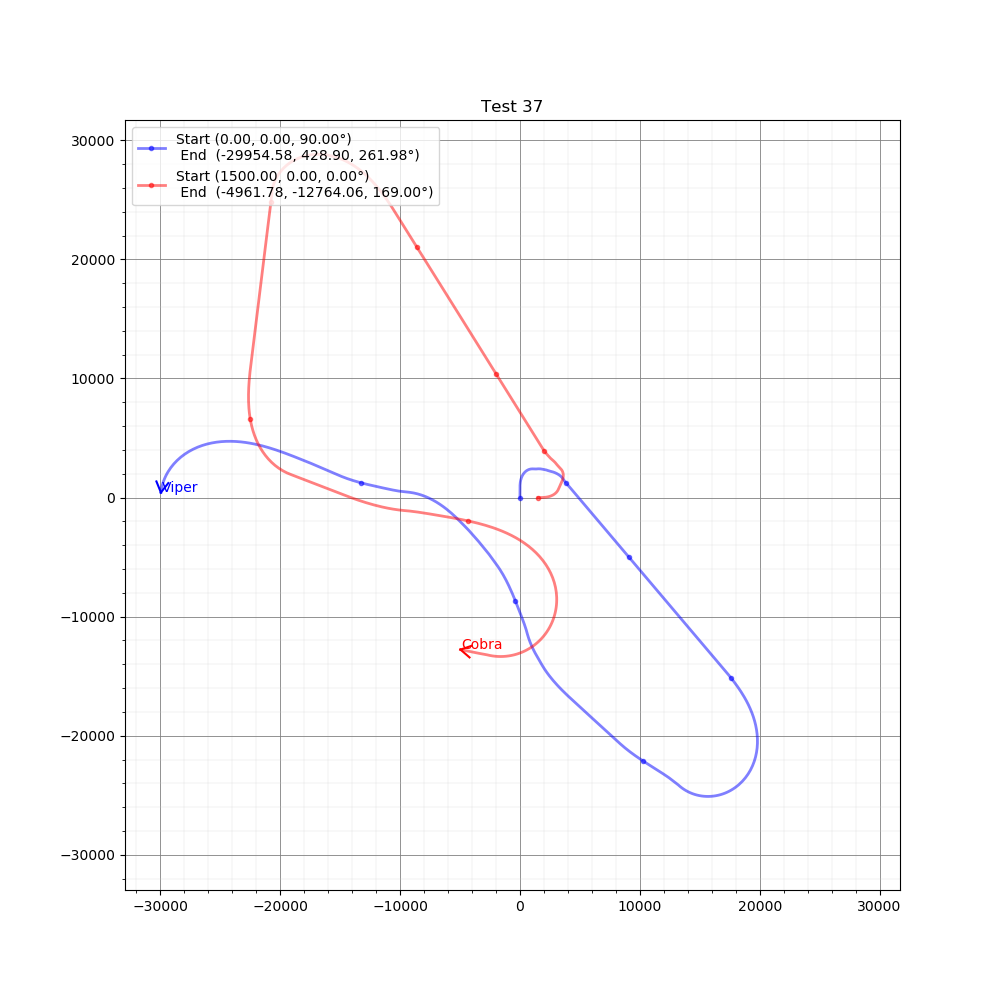 Test 37
Start (0.00, 0.00, 90.00°)
End (-29954.58, 428.90, 261.98°)
Start (1500.00, 0.00, 0.00°)
End (-4961.78, -12764.06, 169.00°)
30000
20000
10000
0
−10000
−20000
−30000
Viper
Cobra
−30000 −20000 −10000 0 10000 20000 30000